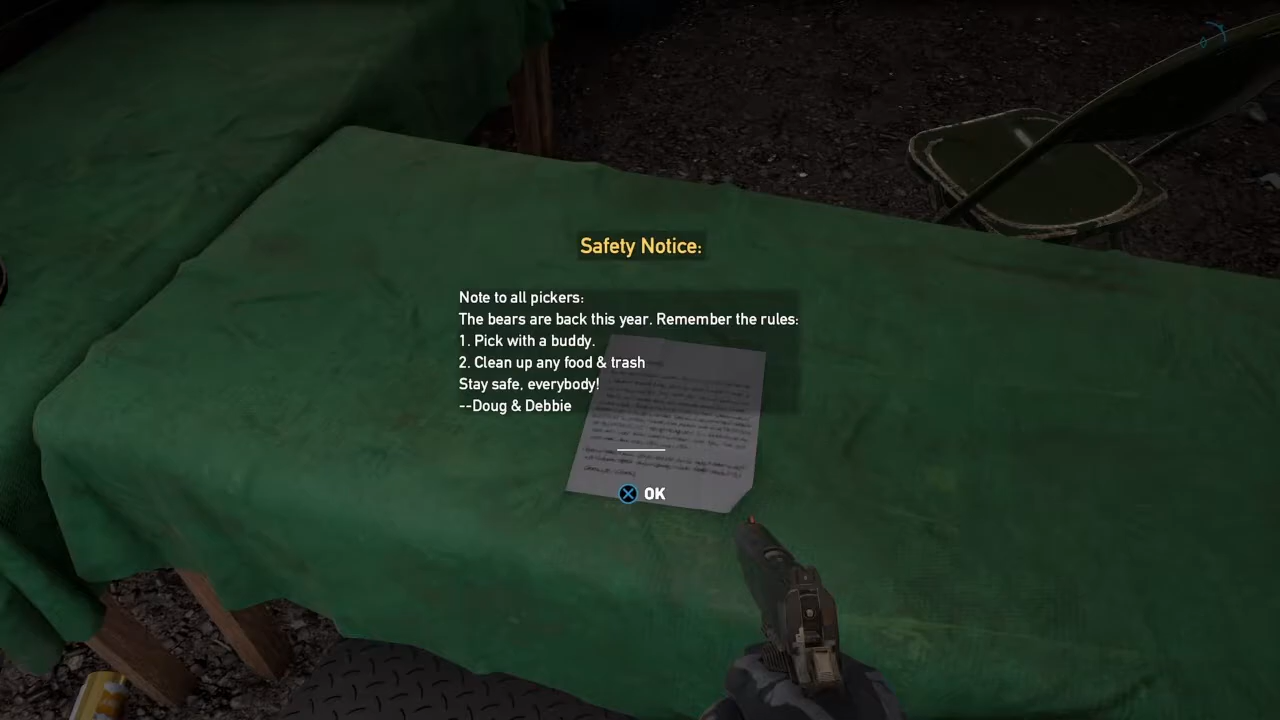 Safety Notice:
Note to all pickers:
The bears are back this year. Remember the rules:
1. Pick with a buddy.
2. Clean up any food & trash
Stay safe, everybody!
--Doug & Debbie
OK